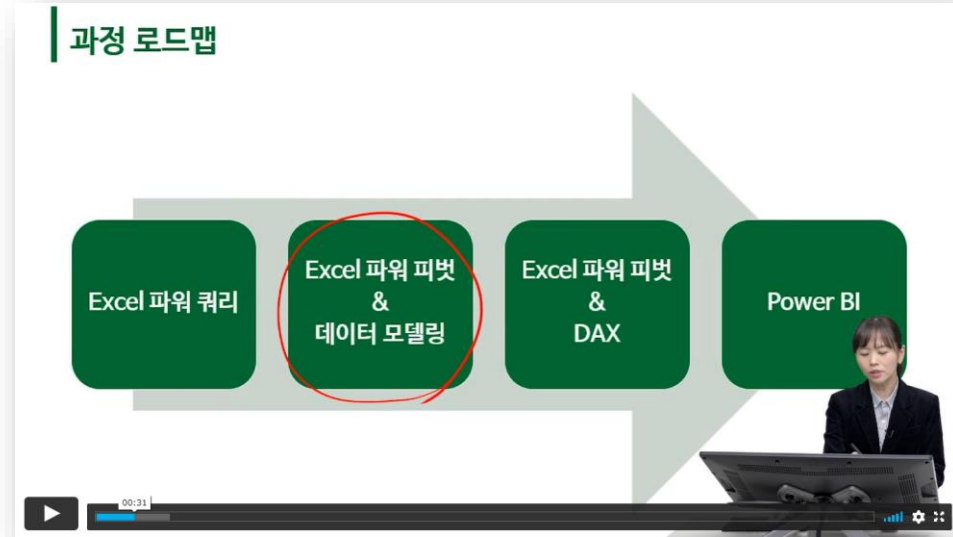 과정 로드맵
Excel 파워 쿼리
Excel 파워 피벗
&
데이터 모델링
Excel 파워 피벗
&
DAX
Power BI
00:31